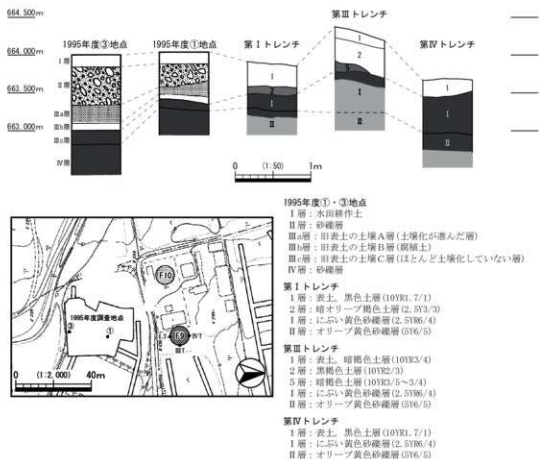 664.500m
664.000m
663.500m
663.000m
1995年度③地点
1995年度①地点
第Ⅰトレンチ
第Ⅲトレンチ
第Ⅳトレンチ
Ⅰ層
Ⅱ層
Ⅲa層
Ⅲb層
Ⅲc層
Ⅳ層
1
2
Ⅰ
Ⅱ
1
2
5
Ⅰ
Ⅱ
1
Ⅰ
Ⅱ
0 (1:50) 1m
1995年度①・③地点
Ⅰ層：水田耕作土
Ⅱ層：砂礫層
Ⅲa層：旧表土の土壌A層(土壌化が進んだ層)
Ⅲb層：旧表土の土壌B層(腐植土)
Ⅲc層：旧表土の土壌C層(ほとんど土壌化していない層)
Ⅳ層：砂礫層
第Ⅰトレンチ
1層：表土，黒色土層(10YR1.7/1)
2層：暗オリーブ褐色土層(2.5Y3/3)
Ⅰ層：にぶい黄色砂礫層(2.5YR6/4)
Ⅱ層：オリーブ黄色砂礫層(5Y6/5)
第Ⅲトレンチ
1層：表土，暗褐色土層(10YR3/4)
2層：黒褐色土層(10YR2/3)
5層：暗褐色土層(10YR3/5～3/4)
Ⅰ層：にぶい黄色砂礫層(2.5YR6/4)
Ⅱ層：オリーブ黄色砂礫層(5Y6/5)
第Ⅳトレンチ
1層：表土，黒色土層(10YR1.7/1)
Ⅰ層：にぶい黄色砂礫層(2.5YR6/4)
Ⅱ層：オリーブ黄色砂礫層(5Y6/5)
F10
1995年度調査地点
③
①
F9
ⅣT
ⅢT
0 (1:2,000) 40m